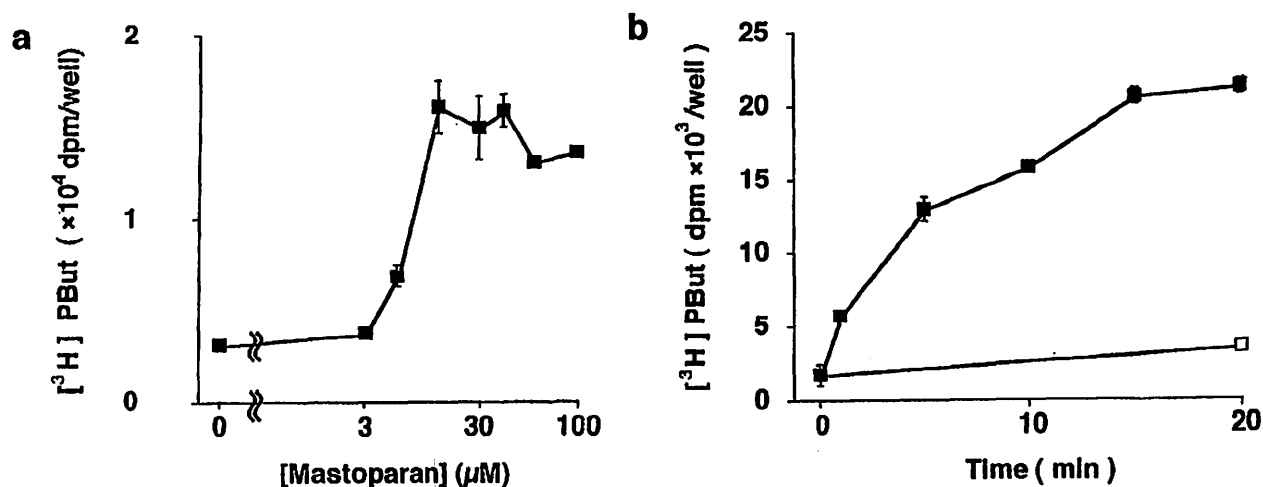 a
2
1
0
[³H] PBut (×10⁴ dpm/well)
0 3 30 100
[Mastoparan] (µM)
b
25
20
15
10
5
0
[³H] PBut (dpm ×10³/well)
0 10 20
Time (min)